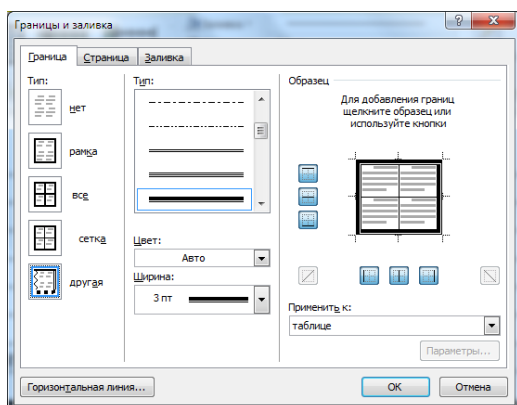 Границы и заливка
Граница
Страница
Заливка
Тип:
нет
рамка
все
сетка
другая
Тип:
Цвет:
Авто
Ширина:
3 пт
Образец
Для добавления границ
щелкните образец или
используйте кнопки
Применить к:
таблице
Параметры...
Горизонтальная линия...
ОК
Отмена